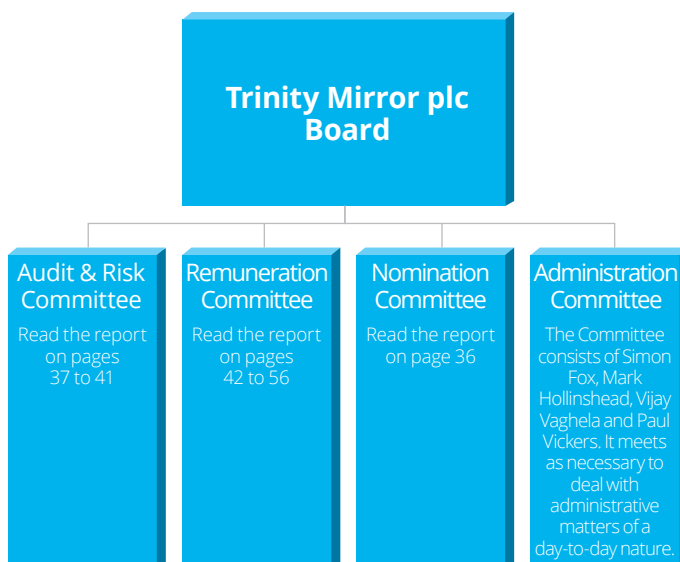 Trinity Mirror plc
Board
Audit & Risk
Committee
Read the report
on pages
37 to 41
Remuneration
Committee
Read the report
on pages
42 to 56
Nomination
Committee
Read the report
on page 36
Administration
Committee
The Committee
consists of Simon
Fox, Mark
Hollinshead, Vijay
Vaghela and Paul
Vickers. It meets
as necessary to
deal with
administrative
matters of a
day-to-day nature.